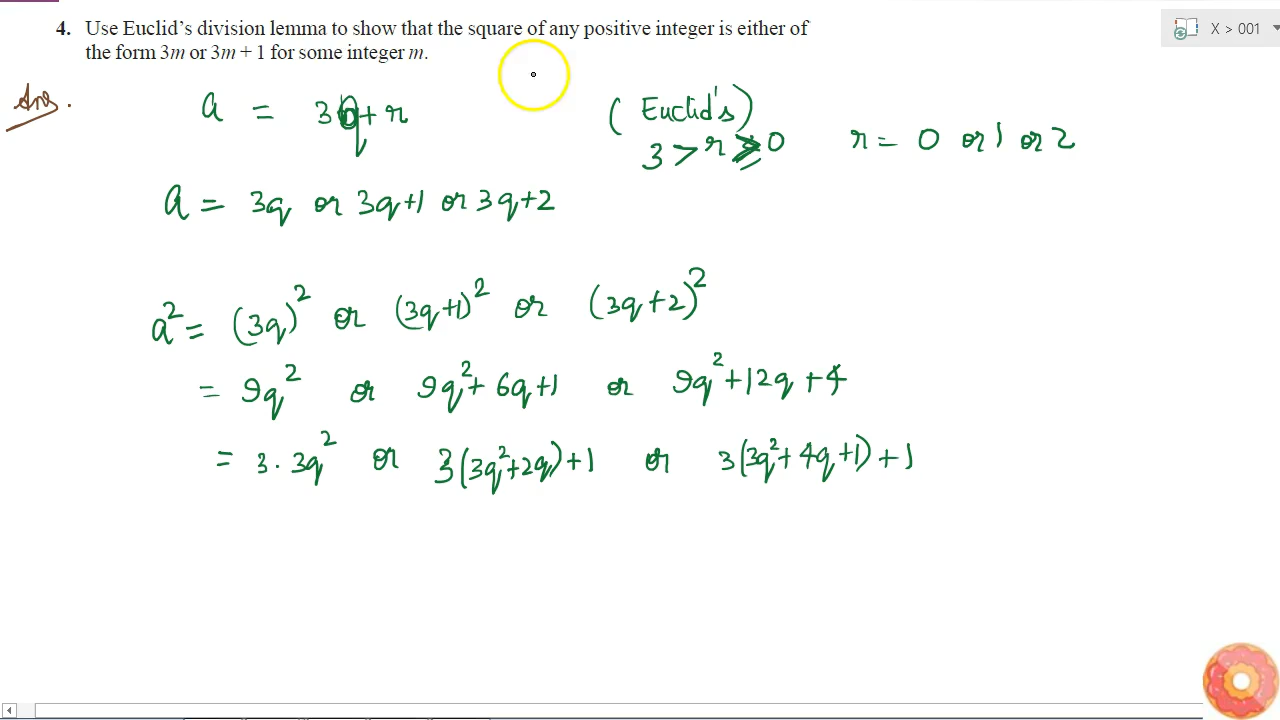 4. Use Euclid’s division lemma to show that the square of any positive integer is either of
the form 3m or 3m + 1 for some integer m.
X > 001
Ans.
a = 3q + r (Euclid's)
3 > r ≥ 0 r = 0 or 1 or 2
a = 3q or 3q+1 or 3q+2
a² = (3q)² or (3q+1)² or (3q+2)²
= 9q² or 9q²+6q+1 or 9q²+12q+4
= 3·3q² or 3(3q²+2q)+1 or 3(3q²+4q+1)+1